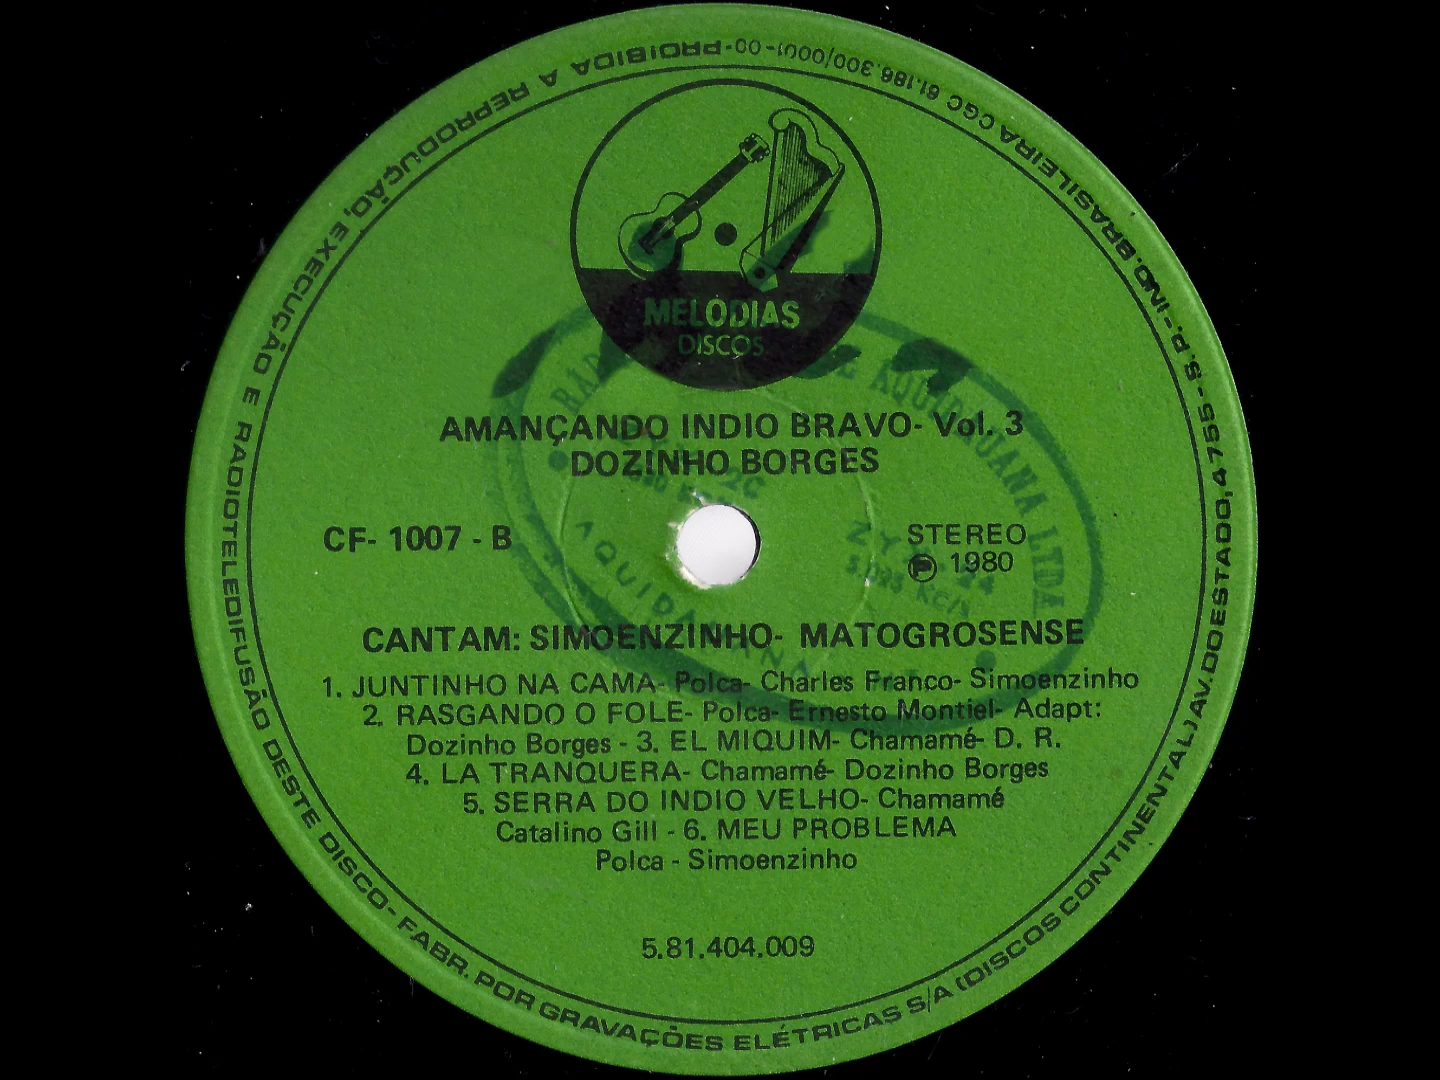 MELODIAS
DISCOS
AMANÇANDO INDIO BRAVO- Vol. 3
DOZINHO BORGES
CF- 1007 - B
STEREO
Ⓟ 1980
CANTAM: SIMOENZINHO- MATOGROSENSE
1. JUNTINHO NA CAMA- Polca- Charles Franco- Simoenzinho
2. RASGANDO O FOLE- Polca- Ernesto Montiel- Adapt:
Dozinho Borges - 3. EL MIQUIM- Chamamé- D. R.
4. LA TRANQUERA- Chamamé- Dozinho Borges
5. SERRA DO INDIO VELHO- Chamamé
Catalino Gill - 6. MEU PROBLEMA
Polca - Simoenzinho
5.81.404.009
FABR. POR GRAVAÇÕES ELÉTRICAS S/A (DISCOS CONTINENTAL) AV. DO ESTADO, 4755 - S.P. - IND. BRASILEIRA CGC 61.186.300/0001-00 - PROIBIDA A REPRODUÇÃO, EXECUÇÃO E RADIOTELEDIFUSÃO DESTE DISCO -
AQUIDAUANA LTDA
AQUIDAUANA